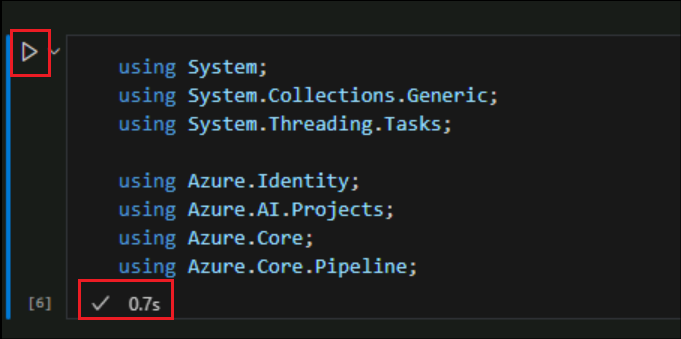 using System;
using System.Collections.Generic;
using System.Threading.Tasks;
using Azure.Identity;
using Azure.AI.Projects;
using Azure.Core;
using Azure.Core.Pipeline;
[6] 0.7s